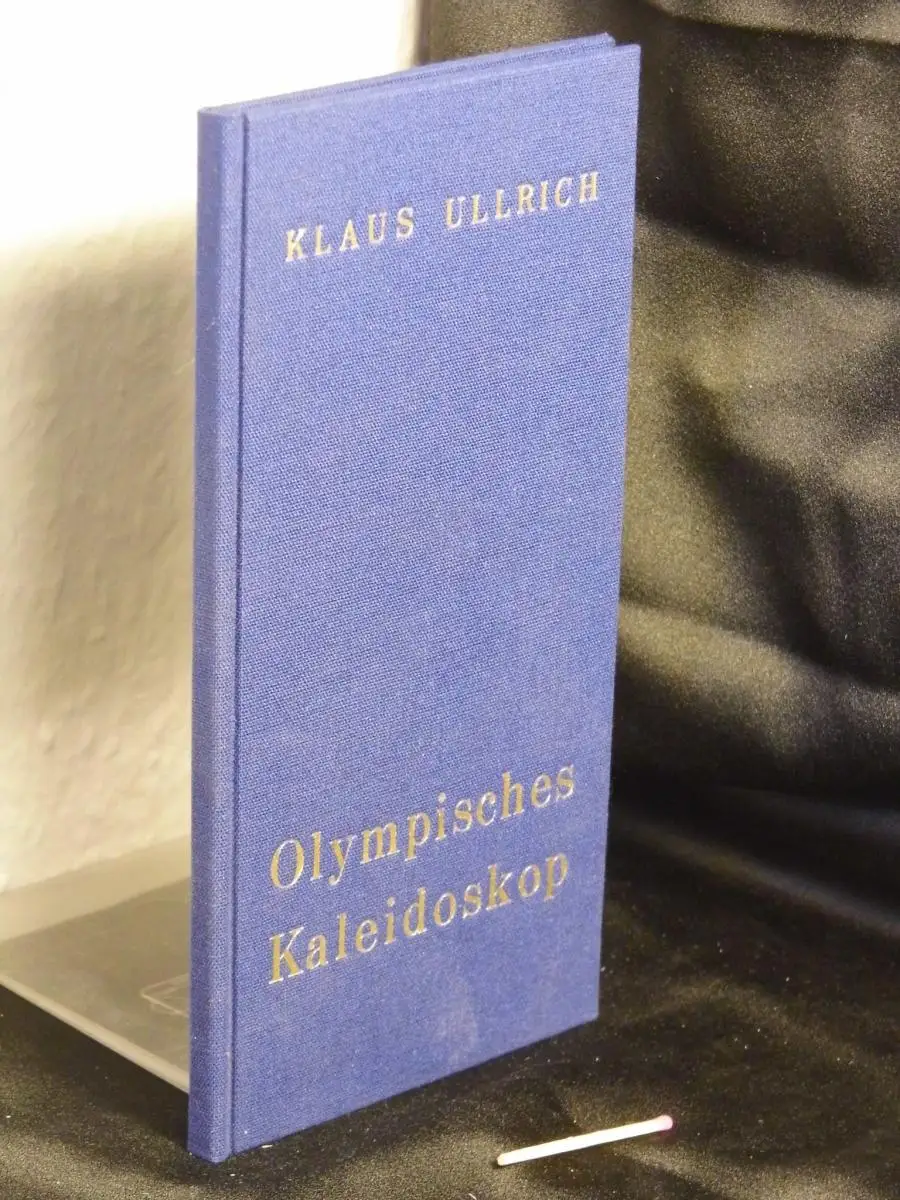 KLAUS ULLRICH
Olympisches
Kaleidoskop